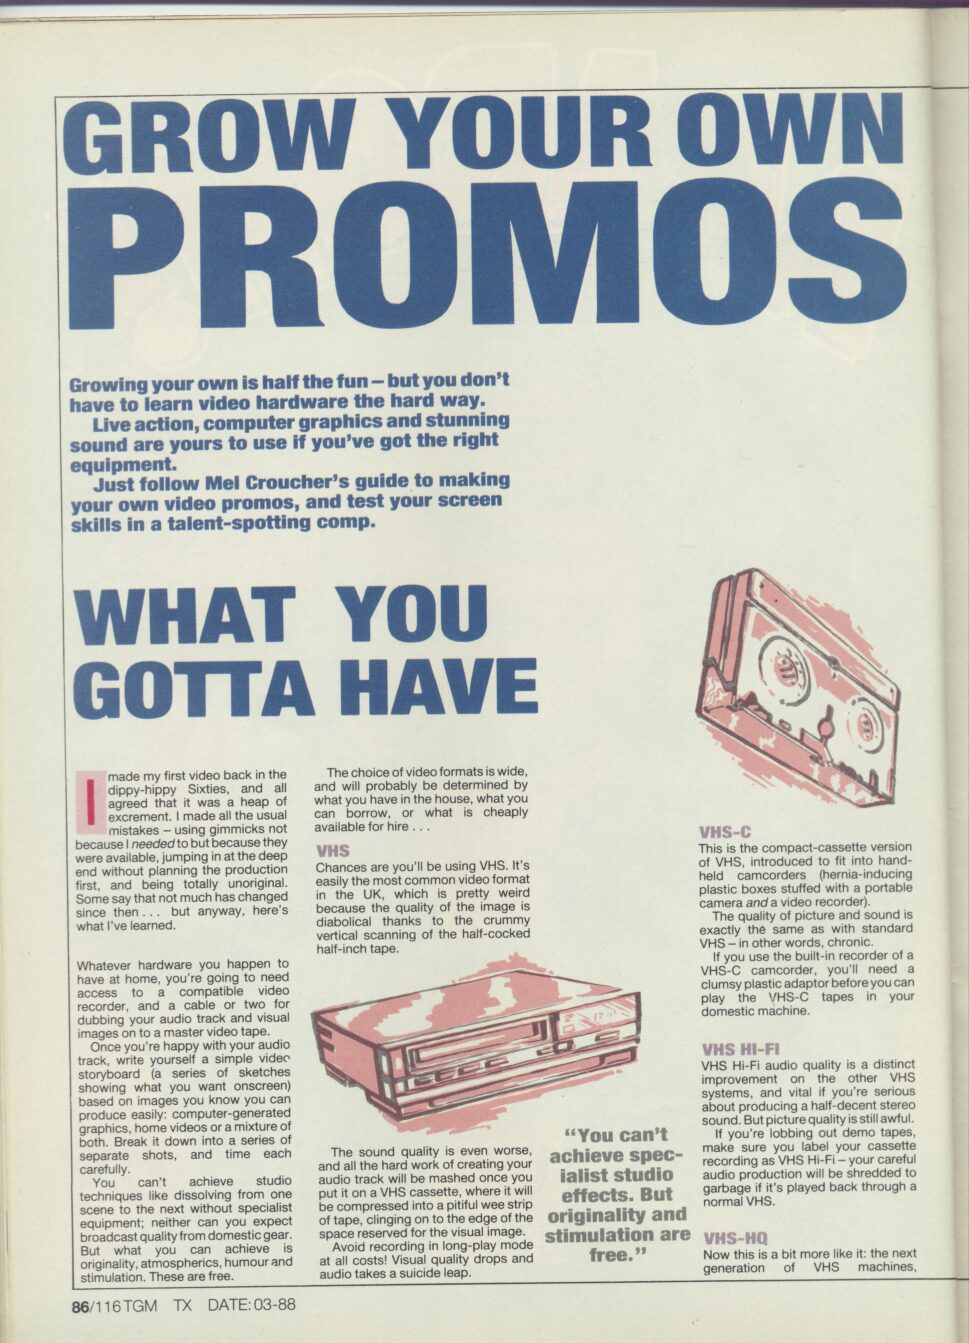 GROW YOUR OWN
PROMOS
Growing your own is half the fun – but you don't
have to learn video hardware the hard way.
Live action, computer graphics and stunning
sound are yours to use if you've got the right
equipment.
Just follow Mel Croucher's guide to making
your own video promos, and test your screen
skills in a talent-spotting comp.
WHAT YOU
GOTTA HAVE
I made my first video back in the
dippy-hippy Sixties, and all
agreed that it was a heap of
excrement. I made all the usual
mistakes – using gimmicks not
because I needed to but because they
were available, jumping in at the deep
end without planning the production
first, and being totally unoriginal.
Some say that not much has changed
since then . . . but anyway, here's
what I've learned.
Whatever hardware you happen to
have at home, you're going to need
access to a compatible video
recorder, and a cable or two for
dubbing your audio track and visual
images on to a master video tape.
Once you're happy with your audio
track, write yourself a simple video
storyboard (a series of sketches
showing what you want onscreen)
based on images you know you can
produce easily: computer-generated
graphics, home videos or a mixture of
both. Break it down into a series of
separate shots, and time each
carefully.
You can't achieve studio
techniques like dissolving from one
scene to the next without specialist
equipment; neither can you expect
broadcast quality from domestic gear.
But what you can achieve is
originality, atmospherics, humour and
stimulation. These are free.
The choice of video formats is wide,
and will probably be determined by
what you have in the house, what you
can borrow, or what is cheaply
available for hire . . .
VHS
Chances are you'll be using VHS. It's
easily the most common video format
in the UK, which is pretty weird
because the quality of the image is
diabolical thanks to the crummy
vertical scanning of the half-cocked
half-inch tape.
The sound quality is even worse,
and all the hard work of creating your
audio track will be mashed once you
put it on a VHS cassette, where it will
be compressed into a pitiful wee strip
of tape, clinging on to the edge of the
space reserved for the visual image.
Avoid recording in long-play mode
at all costs! Visual quality drops and
audio takes a suicide leap.
"You can't
achieve spec-
ialist studio
effects. But
originality and
stimulation are
free."
VHS-C
This is the compact-cassette version
of VHS, introduced to fit into hand-
held camcorders (hernia-inducing
plastic boxes stuffed with a portable
camera and a video recorder).
The quality of picture and sound is
exactly the same as with standard
VHS – in other words, chronic.
If you use the built-in recorder of a
VHS-C camcorder, you'll need a
clumsy plastic adaptor before you can
play the VHS-C tapes in your
domestic machine.
VHS HI-FI
VHS Hi-Fi audio quality is a distinct
improvement on the other VHS
systems, and vital if you're serious
about producing a half-decent stereo
sound. But picture quality is still awful.
If you're lobbing out demo tapes,
make sure you label your cassette
recording as VHS Hi-Fi – your careful
audio production will be shredded to
garbage if it's played back through a
normal VHS.
VHS-HQ
Now this is a bit more like it: the next
generation of VHS machines,
86/116 TGM TX DATE: 03-88